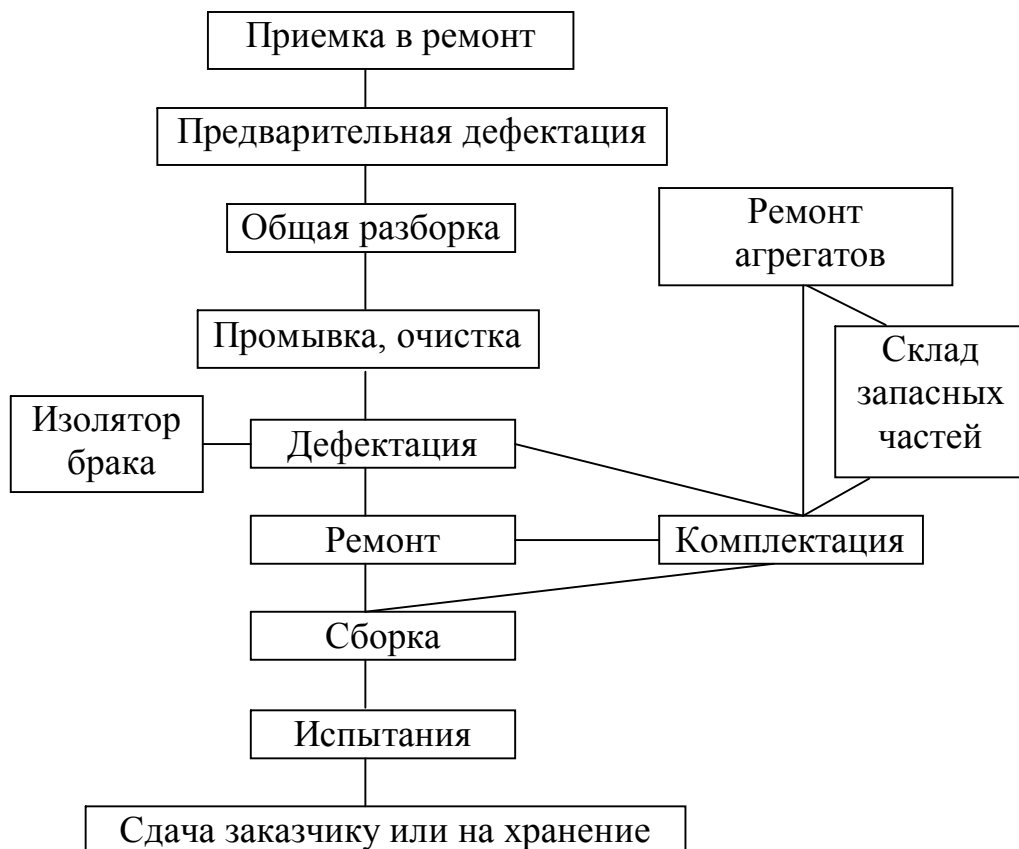 Приемка в ремонт
Предварительная дефектация
Общая разборка
Ремонт
агрегатов
Промывка, очистка
Склад
запасных
частей
Изолятор
брака
Дефектация
Ремонт
Комплектация
Сборка
Испытания
Сдача заказчику или на хранение